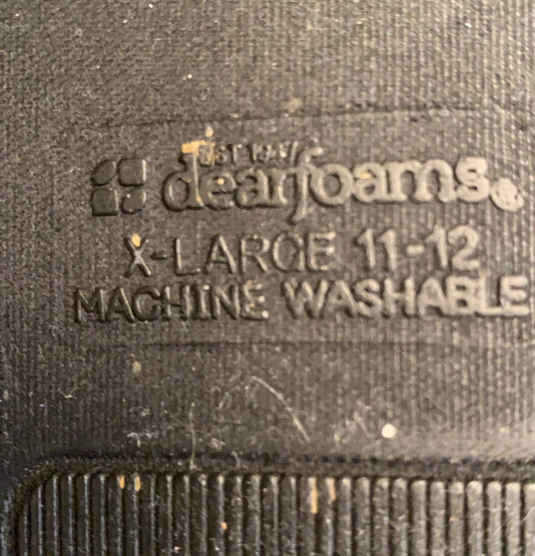 EST 1947
dearfoams®
X-LARGE 11-12
MACHINE WASHABLE